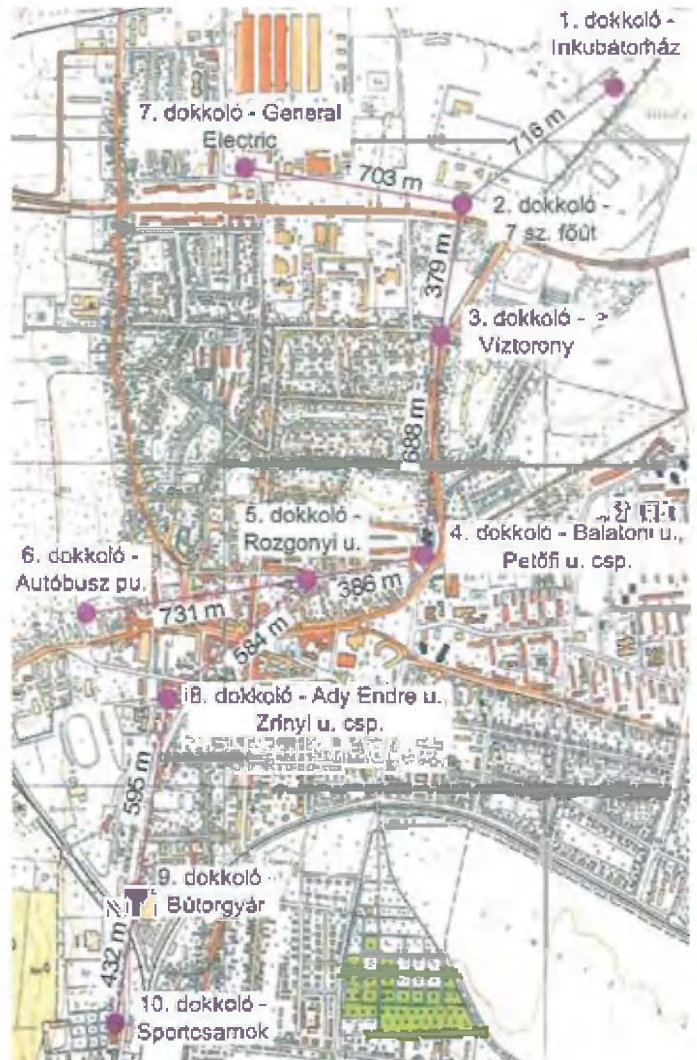 1. dokkoló -
Inkubátorház
7. dokkoló - General
Electric
716 m
703 m
2. dokkoló -
7 sz. főút
379 m
3. dokkoló -
Víztorony
688 m
5. dokkoló
Rozgonyi u.
4. dokkoló - Balatoni u.,
Petőfi u. csp.
6. dokkoló -
Autóbusz pu.
386 m
731 m
584 m
8. dokkoló - Ady Endre u.,
Zrínyi u. csp.
595 m
9. dokkoló -
Bútorgyár
432 m
10. dokkoló -
Sportcsarnok